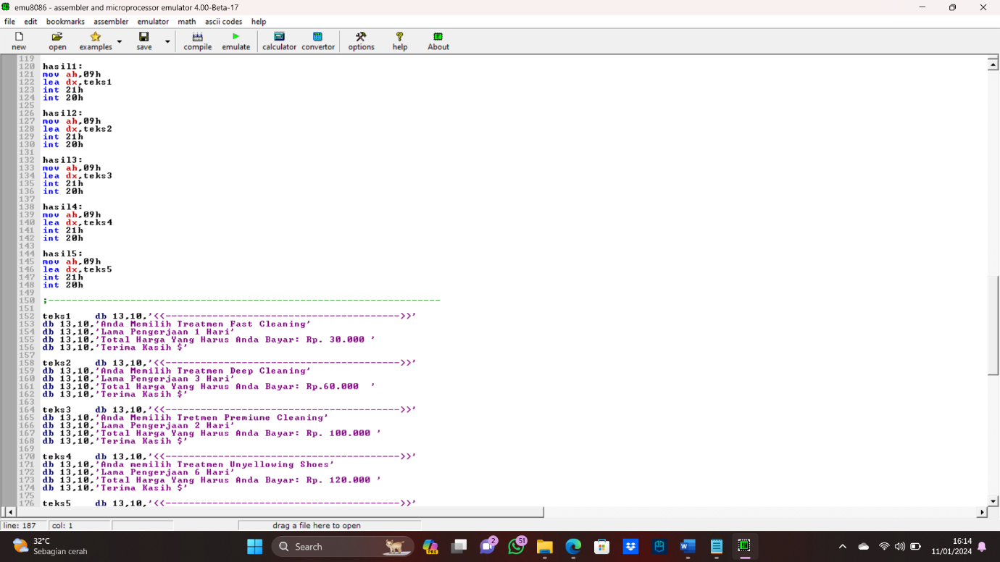 emu8086 - assembler and microprocessor emulator 4.00-Beta-17
file edit bookmarks assembler emulator math ascii codes help
new open examples save compile emulate calculator convertor options help About
119
120 hasil1:
121 mov ah,09h
122 lea dx,teks1
123 int 21h
124 int 20h
125
126 hasil2:
127 mov ah,09h
128 lea dx,teks2
129 int 21h
130 int 20h
131
132 hasil3:
133 mov ah,09h
134 lea dx,teks3
135 int 21h
136 int 20h
137
138 hasil4:
139 mov ah,09h
140 lea dx,teks4
141 int 21h
142 int 20h
143
144 hasil5:
145 mov ah,09h
146 lea dx,teks5
147 int 21h
148 int 20h
149
150 ;-------------------------------------------------------------------
151
152 teks1    db 13,10,'<<---------------------------------------->>'
153 db 13,10,'Anda Memilih Treatmen Fast Cleaning'
154 db 13,10,'Lama Pengerjaan 1 Hari'
155 db 13,10,'Total Harga Yang Harus Anda Bayar: Rp. 30.000 '
156 db 13,10,'Terima Kasih $'
157
158 teks2    db 13,10,'<<---------------------------------------->>'
159 db 13,10,'Anda Memilih Treatmen Deep Cleaning'
160 db 13,10,'Lama Pengerjaan 3 Hari'
161 db 13,10,'Total Harga Yang Harus Anda Bayar: Rp.60.000  '
162 db 13,10,'Terima Kasih $'
163
164 teks3    db 13,10,'<<---------------------------------------->>'
165 db 13,10,'Anda Memilih Tretmen Premiume Cleaning'
166 db 13,10,'Lama Pengerjaan 2 Hari'
167 db 13,10,'Total Harga Yang Harus Anda Bayar: Rp. 100.000 '
168 db 13,10,'Terima Kasih $'
169
170 teks4    db 13,10,'<<---------------------------------------->>'
171 db 13,10,'Anda memilih Treatmen Unyellowing Shoes'
172 db 13,10,'Lama Pengerjaan 6 Hari'
173 db 13,10,'Total Harga Yang Harus Anda Bayar: Rp. 120.000 '
174 db 13,10,'Terima Kasih $'
175
176 teks5    db 13,10,'<<---------------------------------------->>'
line: 187 col: 1 drag a file here to open
32°C
Sebagian cerah
Search
PRE
2
51
16:14
11/01/2024